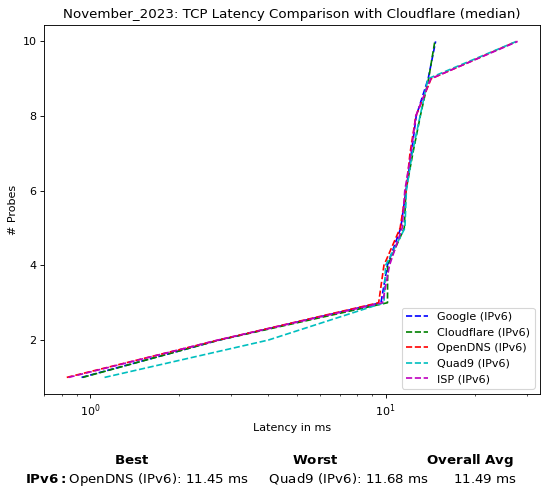 November_2023: TCP Latency Comparison with Cloudflare (median)
10
8
6
4
2
# Probes
Google (IPv6)
Cloudflare (IPv6)
OpenDNS (IPv6)
Quad9 (IPv6)
ISP (IPv6)
10⁰ 10¹
Latency in ms
Best Worst Overall Avg
IPv6: OpenDNS (IPv6): 11.45 ms Quad9 (IPv6): 11.68 ms 11.49 ms